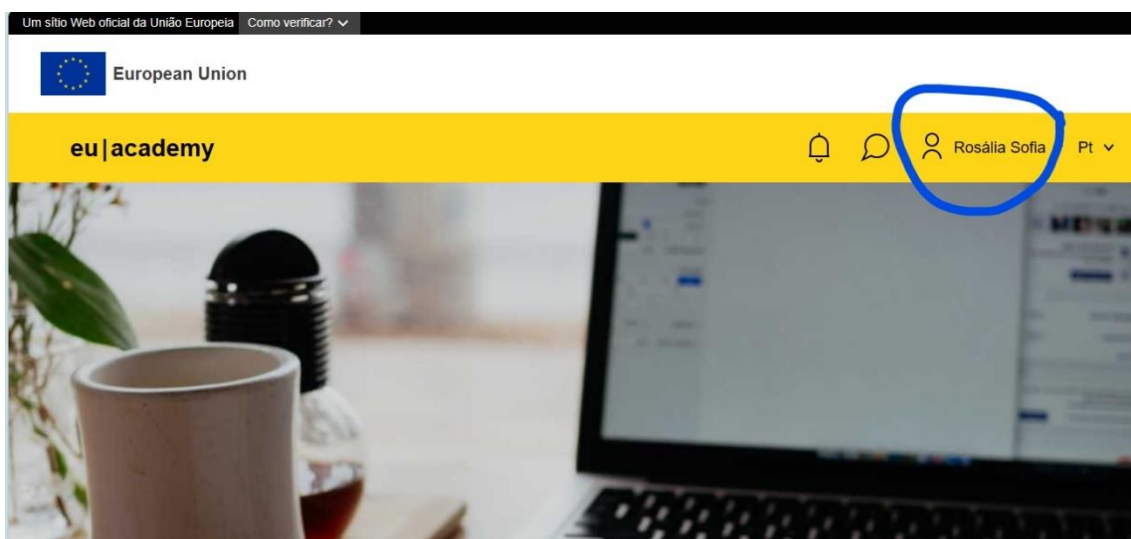 Um sítio Web oficial da União Europeia Como verificar?
European Union
eu|academy
Rosália Sofia
Pt